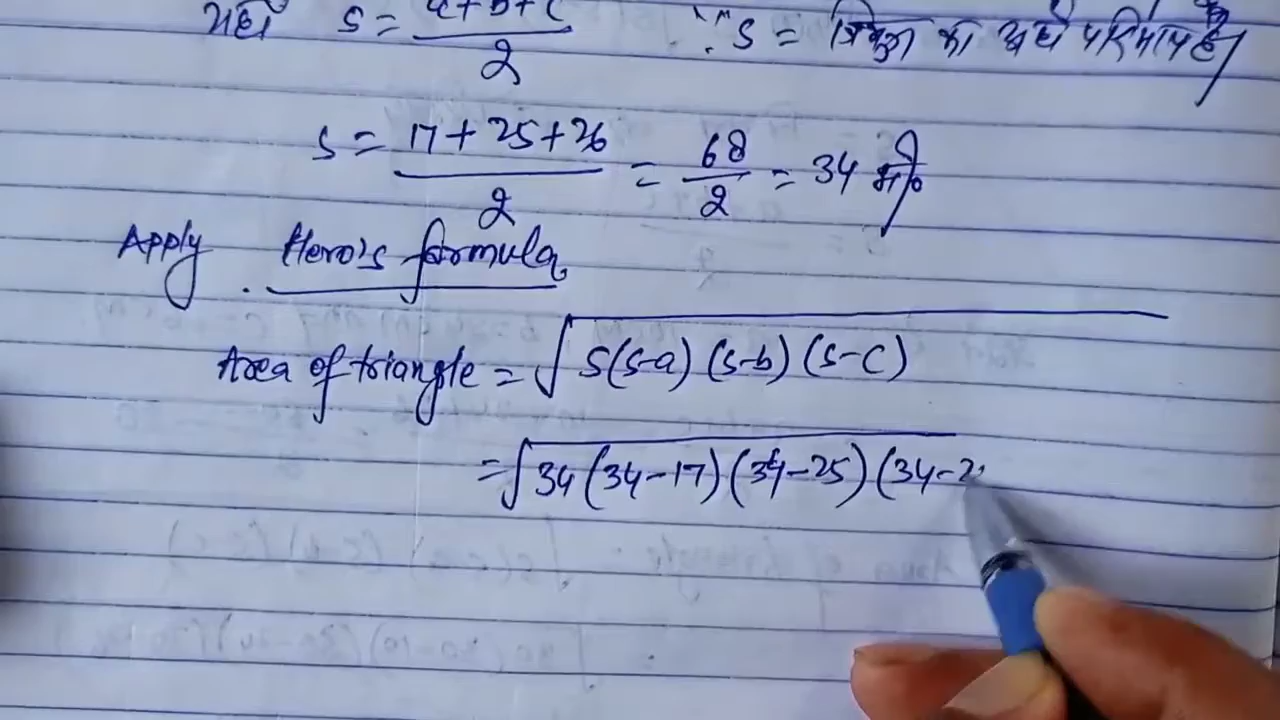 जहाँ S = a+b+c / 2 ∵ S = त्रिभुज का अर्ध परिमाप है
S = 17+25+26 / 2 = 68 / 2 = 34 मी०
Apply Hero's formula
Area of triangle = √S(S-a) (S-b) (S-C)
= √34(34-17)(34-25)(34-2